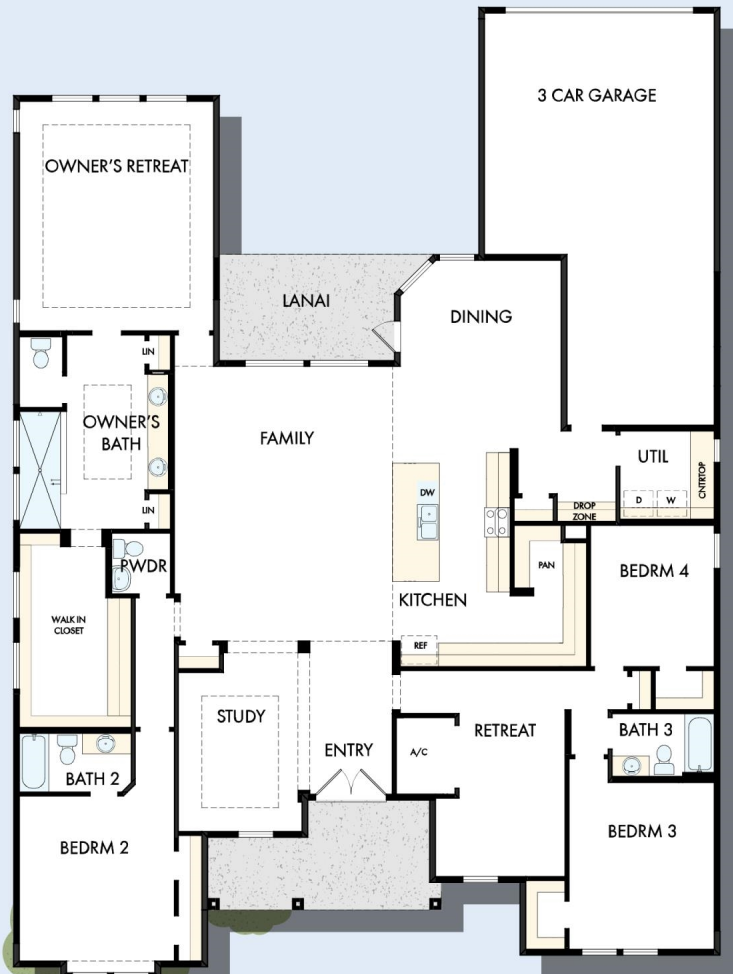 3 CAR GARAGE
OWNER'S RETREAT
LANAI
DINING
LIN
OWNER'S
BATH
FAMILY
UTIL
CNTRTOP
DW
D
W
LIN
DROP
ZONE
PWDR
PAN
BEDRM 4
WALK IN
CLOSET
KITCHEN
REF
STUDY
ENTRY
A/C
RETREAT
BATH 3
BATH 2
BEDRM 2
BEDRM 3